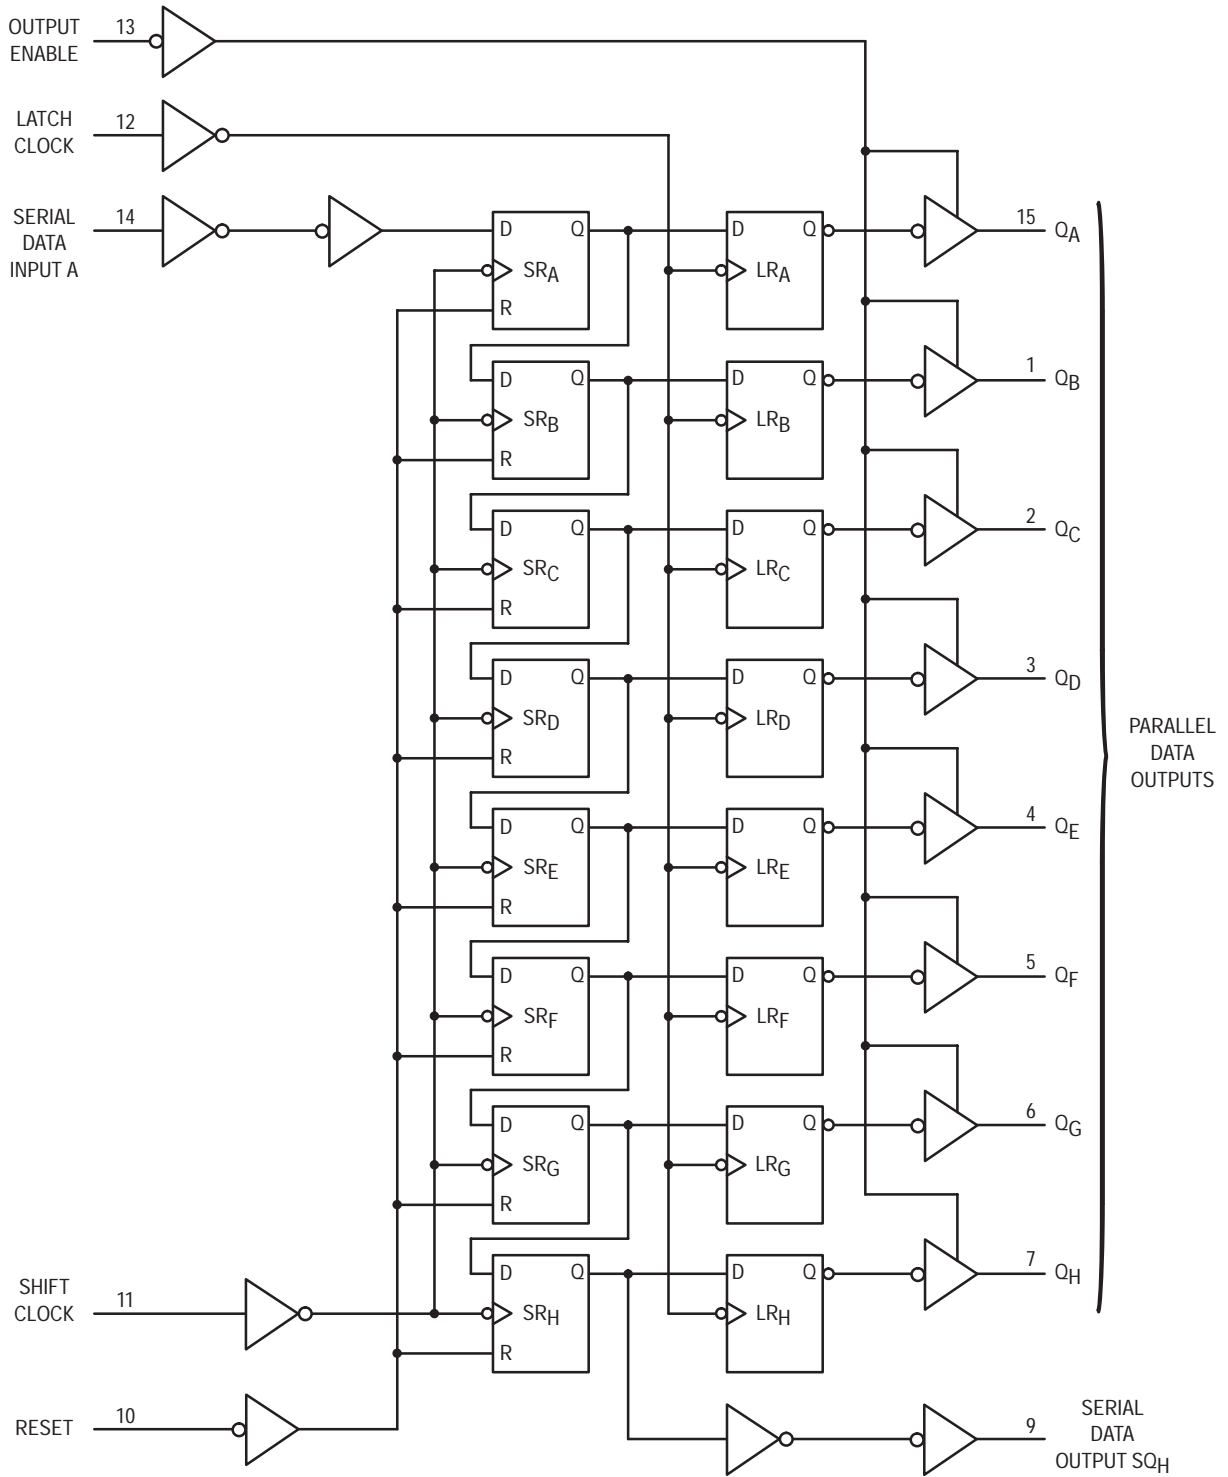 OUTPUT
ENABLE
13
LATCH
CLOCK
12
SERIAL
DATA
INPUT A
14
D Q
SRA
R
D Q
LRA
15
QA
D Q
SRB
R
D Q
LRB
1
QB
D Q
SRC
R
D Q
LRC
2
QC
D Q
SRD
R
D Q
LRD
3
QD
D Q
SRE
R
D Q
LRE
4
QE
D Q
SRF
R
D Q
LRF
5
QF
D Q
SRG
R
D Q
LRG
6
QG
D Q
SRH
R
D Q
LRH
7
QH
PARALLEL
DATA
OUTPUTS
SHIFT
CLOCK
11
RESET
10
9
SERIAL
DATA
OUTPUT SQH